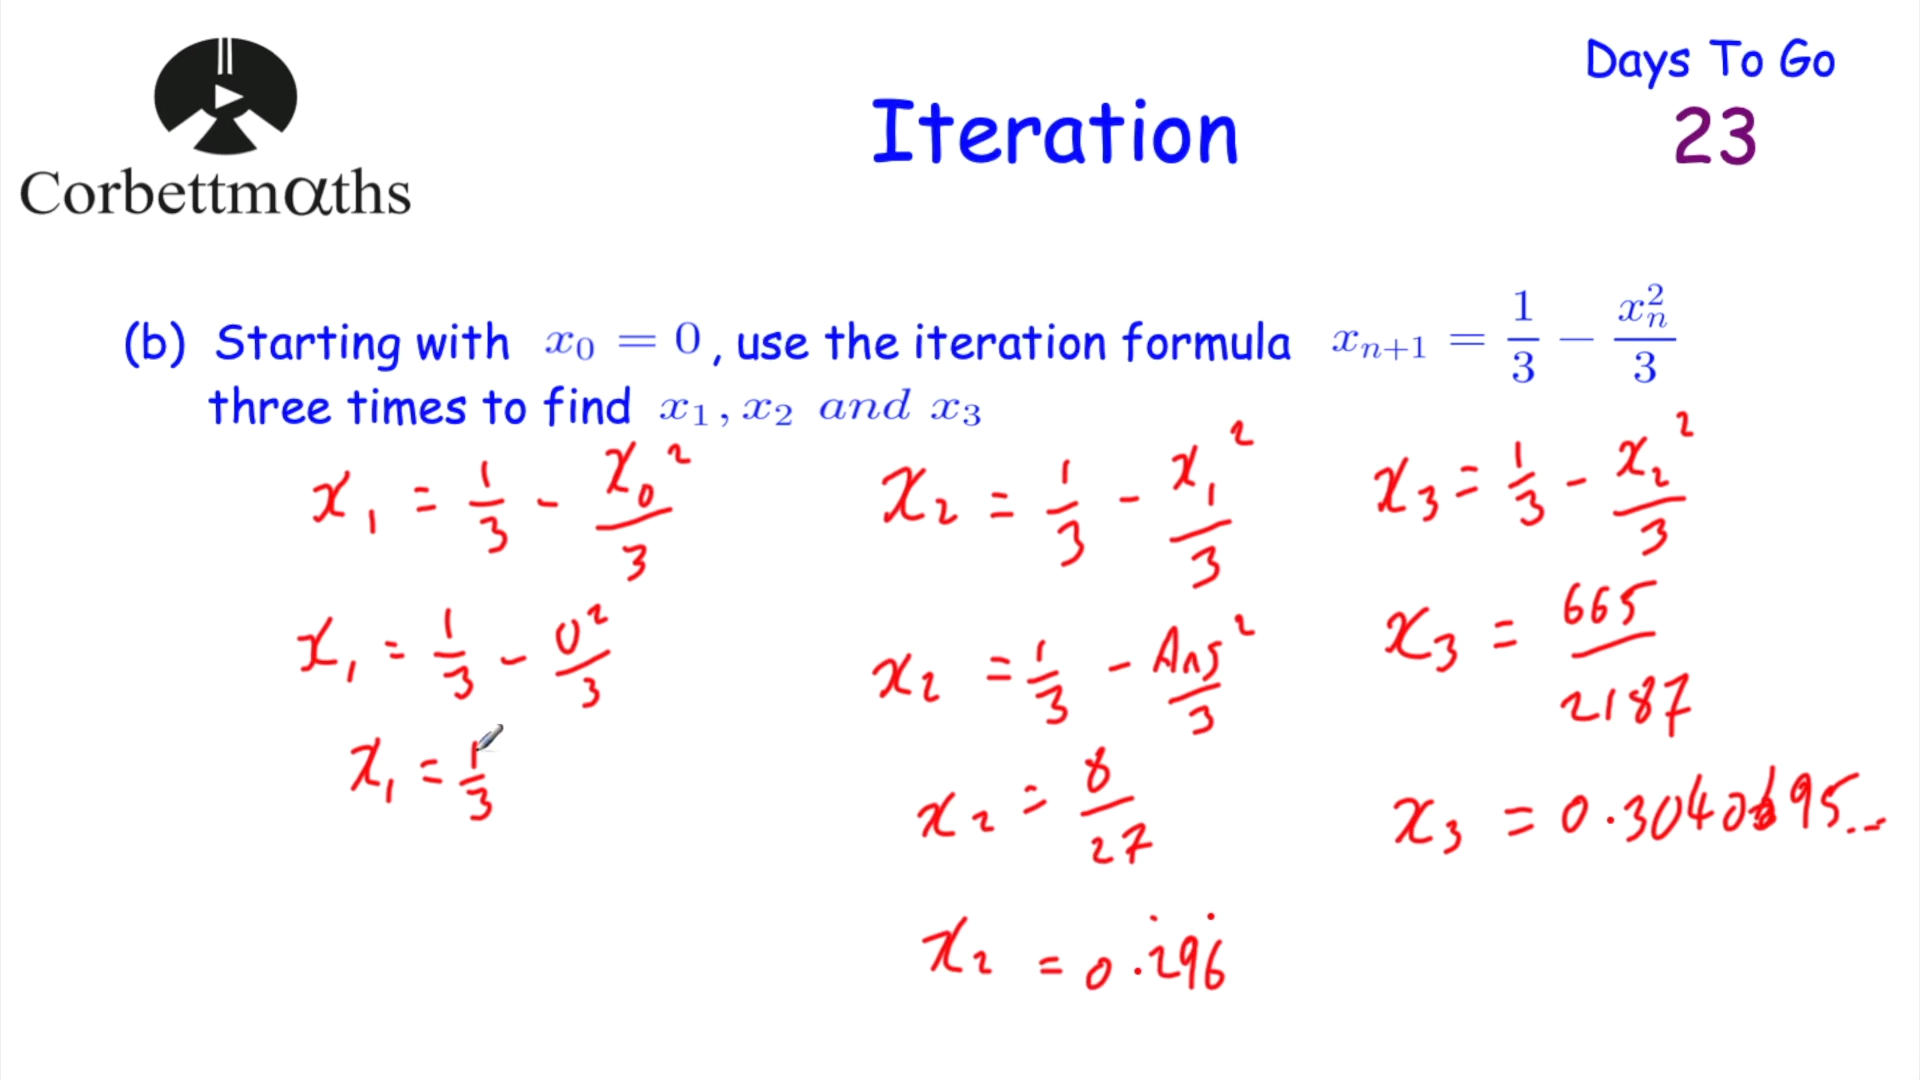 Corbettmαths
Iteration
Days To Go
23
(b) Starting with x₀ = 0, use the iteration formula xₙ₊₁ = 1/3 − xₙ²/3
three times to find x₁, x₂ and x₃
x₁ = 1/3 - x₀²/3
x₁ = 1/3 - 0²/3
x₁ = 1/3
x₂ = 1/3 - x₁²/3
x₂ = 1/3 - Ans²/3
x₂ = 8/27
x₂ = 0.2̇96̇
x₃ = 1/3 - x₂²/3
x₃ = 665/2187
x₃ = 0.3040695...